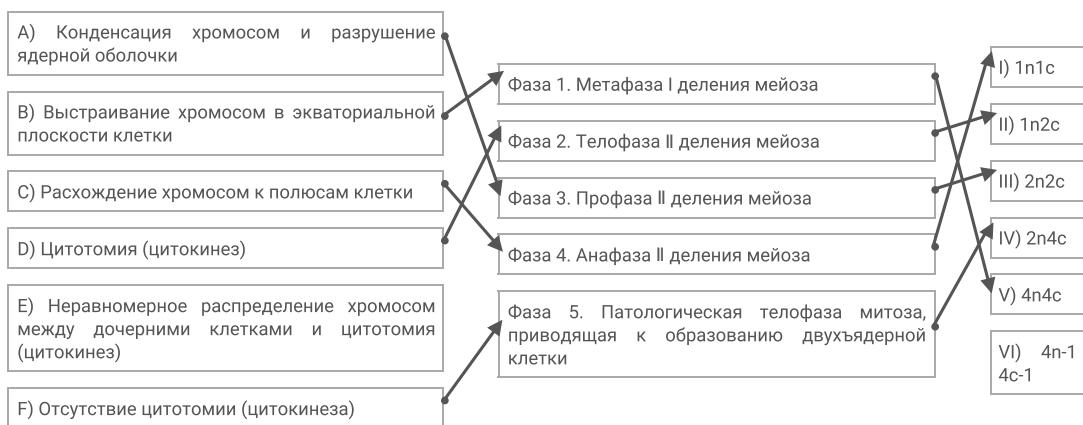 A) Конденсация хромосом и разрушение
ядерной оболочки
B) Выстраивание хромосом в экваториальной
плоскости клетки
C) Расхождение хромосом к полюсам клетки
D) Цитотомия (цитокинез)
E) Неравномерное распределение хромосом
между дочерними клетками и цитотомия
(цитокинез)
F) Отсутствие цитотомии (цитокинеза)
Фаза 1. Метафаза I деления мейоза
Фаза 2. Телофаза II деления мейоза
Фаза 3. Профаза II деления мейоза
Фаза 4. Анафаза II деления мейоза
Фаза 5. Патологическая телофаза митоза,
приводящая к образованию двухъядерной
клетки
I) 1n1c
II) 1n2c
III) 2n2c
IV) 2n4c
V) 4n4c
VI) 4n-1
4c-1